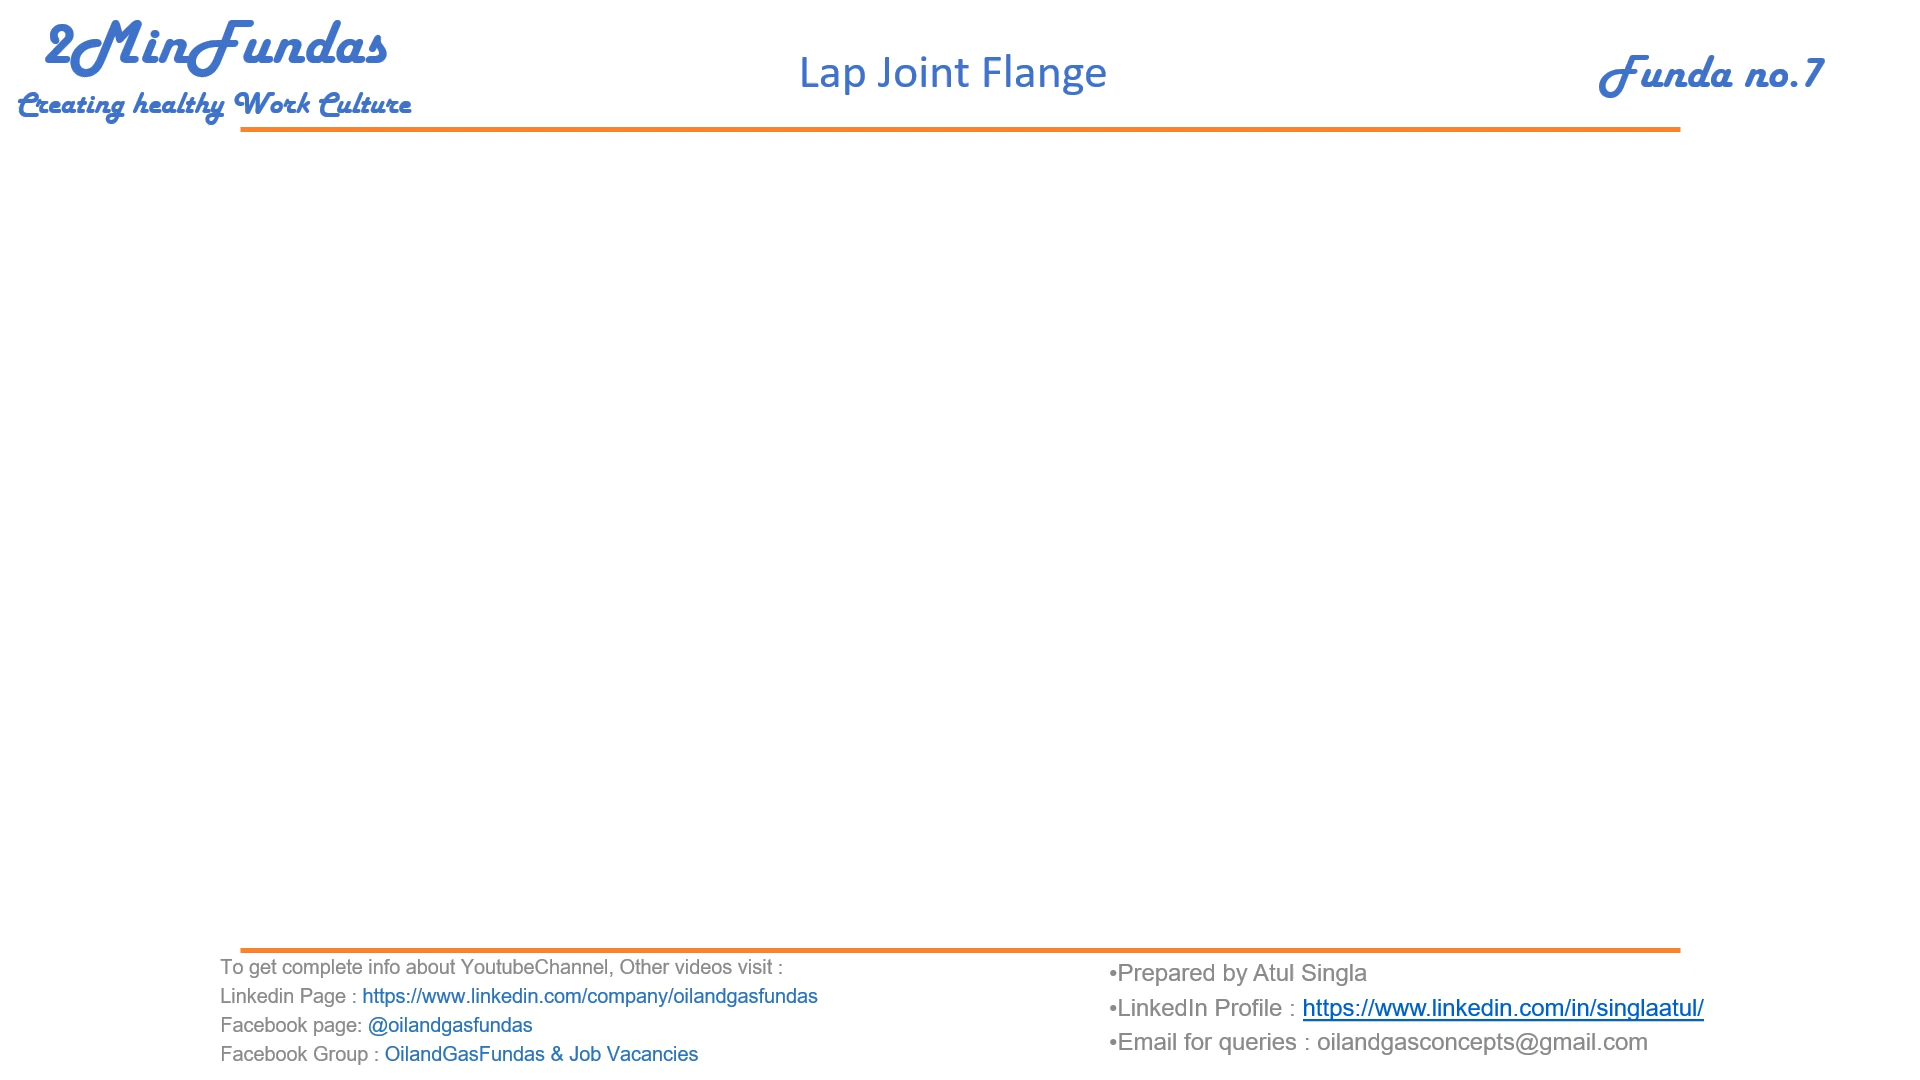 2MinFundas
Creating healthy Work Culture
Lap Joint Flange
Funda no.7
To get complete info about YoutubeChannel, Other videos visit :
Linkedin Page : https://www.linkedin.com/company/oilandgasfundas
Facebook page: @oilandgasfundas
Facebook Group : OilandGasFundas & Job Vacancies
•Prepared by Atul Singla
•LinkedIn Profile : https://www.linkedin.com/in/singlaatul/
•Email for queries : oilandgasconcepts@gmail.com